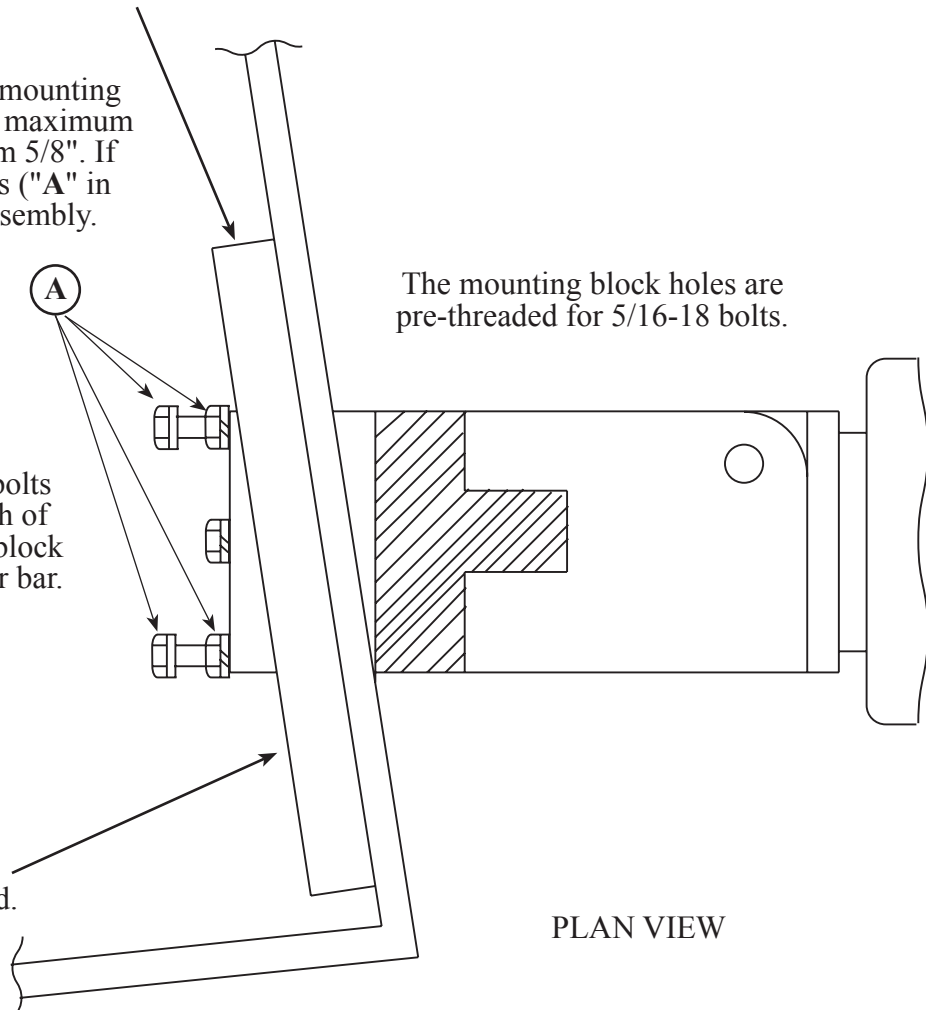 mounting
maximum
5/8". If
("A" in
A
The mounting block holes are
pre-threaded for 5/16-18 bolts.
bolts
of
block
bar.
PLAN VIEW